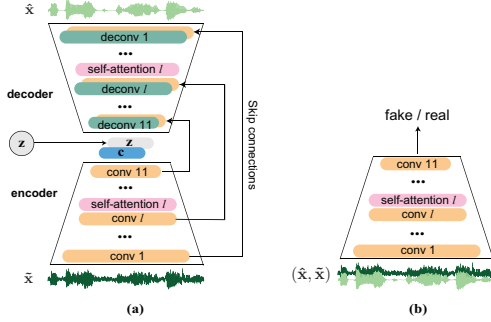 x̂
deconv 1
...
self-attention l
deconv l
...
deconv 11
decoder
z
z
c
encoder
conv 11
...
self-attention l
conv l
...
conv 1
x̃
Skip connections
(a)
fake / real
conv 11
...
self-attention l
conv l
...
conv 1
(x̂, x̃)
(b)